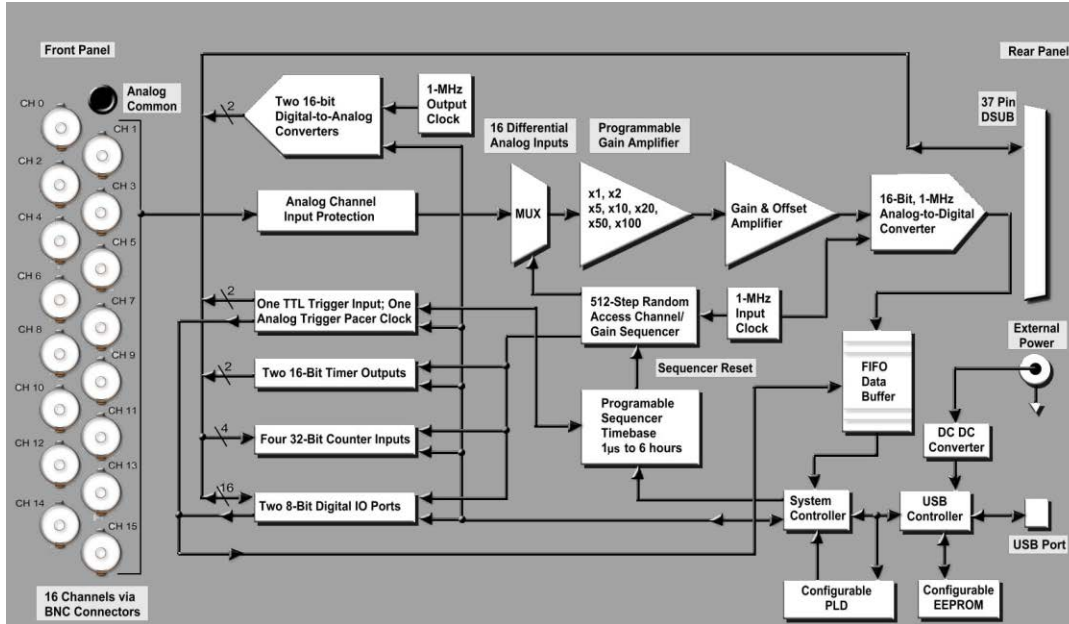 Front Panel
Rear Panel
Analog
Common
CH 0
CH 1
CH 2
CH 3
CH 4
CH 5
CH 6
CH 7
CH 8
CH 9
CH 10
CH 11
CH 12
CH 13
CH 14
CH 15
16 Channels via
BNC Connectors
2
Two 16-bit
Digital-to-Analog
Converters
1-MHz
Output
Clock
16 Differential
Analog Inputs
Programmable
Gain Amplifier
37 Pin
DSUB
Analog Channel
Input Protection
MUX
x1, x2
x5, x10, x20,
x50, x100
Gain & Offset
Amplifier
16-Bit, 1-MHz
Analog-to-Digital
Converter
2
One TTL Trigger Input; One
Analog Trigger Pacer Clock
512-Step Random
Access Channel/
Gain Sequencer
1-MHz
Input
Clock
External
Power
2
Two 16-Bit Timer Outputs
Sequencer Reset
FIFO
Data
Buffer
4
Four 32-Bit Counter Inputs
Programable
Sequencer
Timebase
1µs to 6 hours
DC DC
Converter
16
Two 8-Bit Digital IO Ports
System
Controller
USB
Controller
USB Port
Configurable
PLD
Configurable
EEPROM